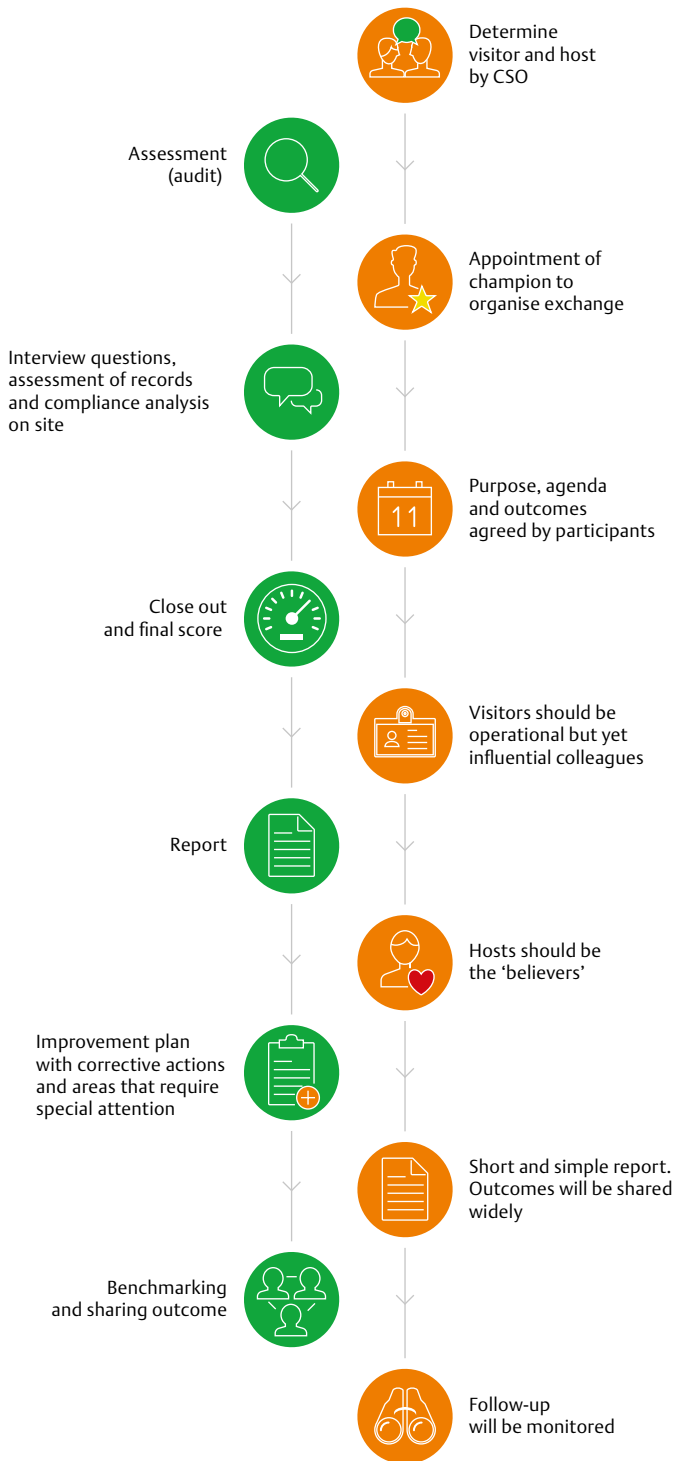 Determine
visitor and host
by CSO
Assessment
(audit)
Appointment of
champion to
organise exchange
Interview questions,
assessment of records
and compliance analysis
on site
Purpose, agenda
and outcomes
agreed by participants
11
Close out
and final score
Visitors should be
operational but yet
influential colleagues
Report
Hosts should be
the ‘believers’
Improvement plan
with corrective actions
and areas that require
special attention
Short and simple report.
Outcomes will be shared
widely
Benchmarking
and sharing outcome
Follow-up
will be monitored